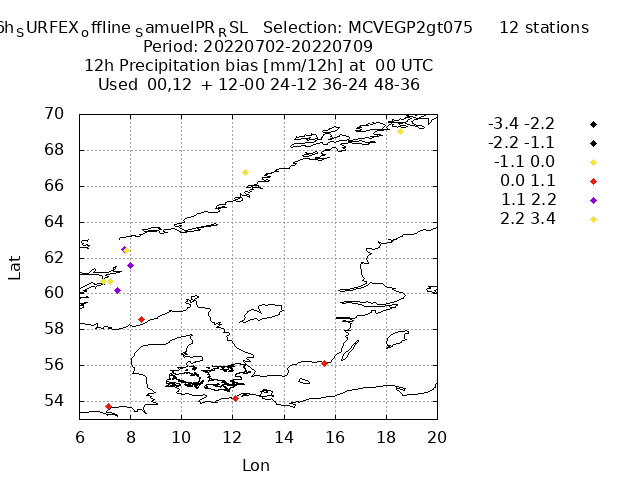 6h_SURFEX_offline_SamuelPR_RSL   Selection: MCVEGP2gt075     12 stations
Period: 20220702-20220709
12h Precipitation bias [mm/12h] at  00 UTC
Used  00,12  + 12-00 24-12 36-24 48-36
-3.4 -2.2
-2.2 -1.1
-1.1 0.0
0.0 1.1
1.1 2.2
2.2 3.4
70
68
66
64
62
60
58
56
54
Lat
6 8 10 12 14 16 18 20
Lon